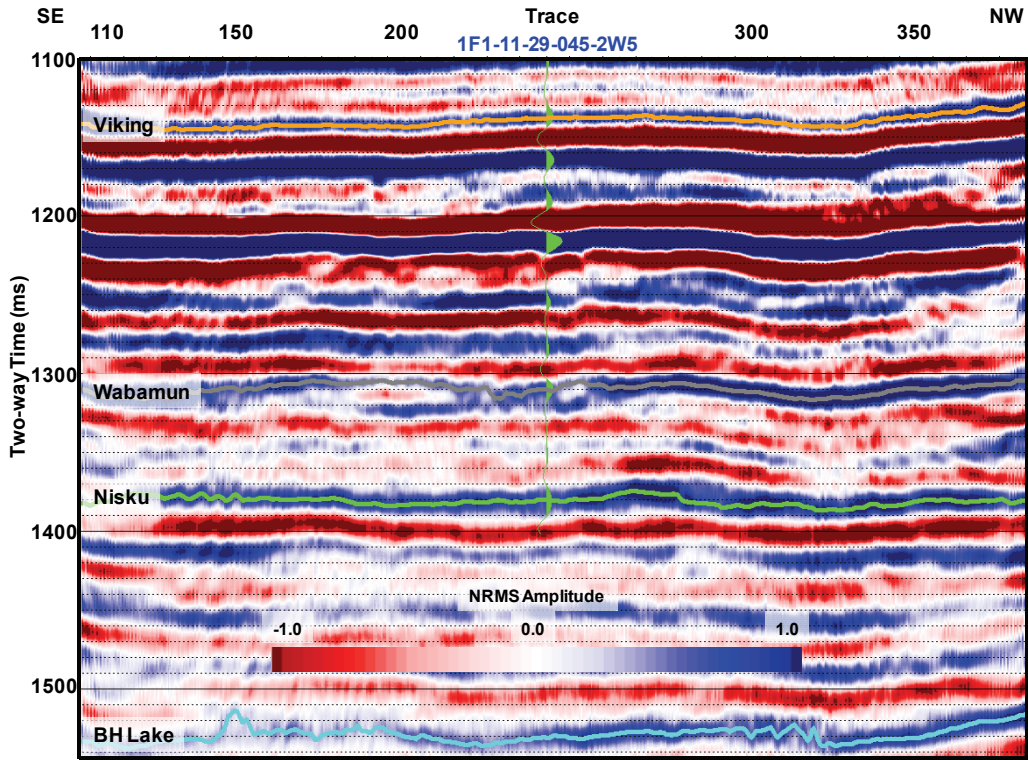 SE
Trace
NW
110
150
200
300
350
1F1-11-29-045-2W5
1100
Viking
1200
Two-way Time (ms)
1300
Wabamun
Nisku
1400
NRMS Amplitude
-1.0
0.0
1.0
1500
BH Lake